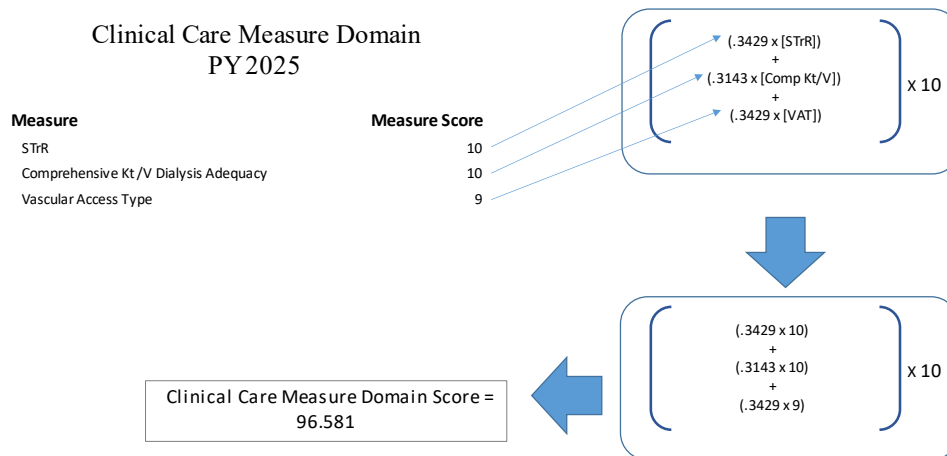 Clinical Care Measure Domain
PY2025
Measure Measure Score
STrR 10
Comprehensive Kt/V Dialysis Adequacy 10
Vascular Access Type 9
(.3429 x [STrR])
+
(.3143 x [Comp Kt/V])
+
(.3429 x [VAT])
x 10
(.3429 x 10)
+
(.3143 x 10)
+
(.3429 x 9)
x 10
Clinical Care Measure Domain Score =
96.581